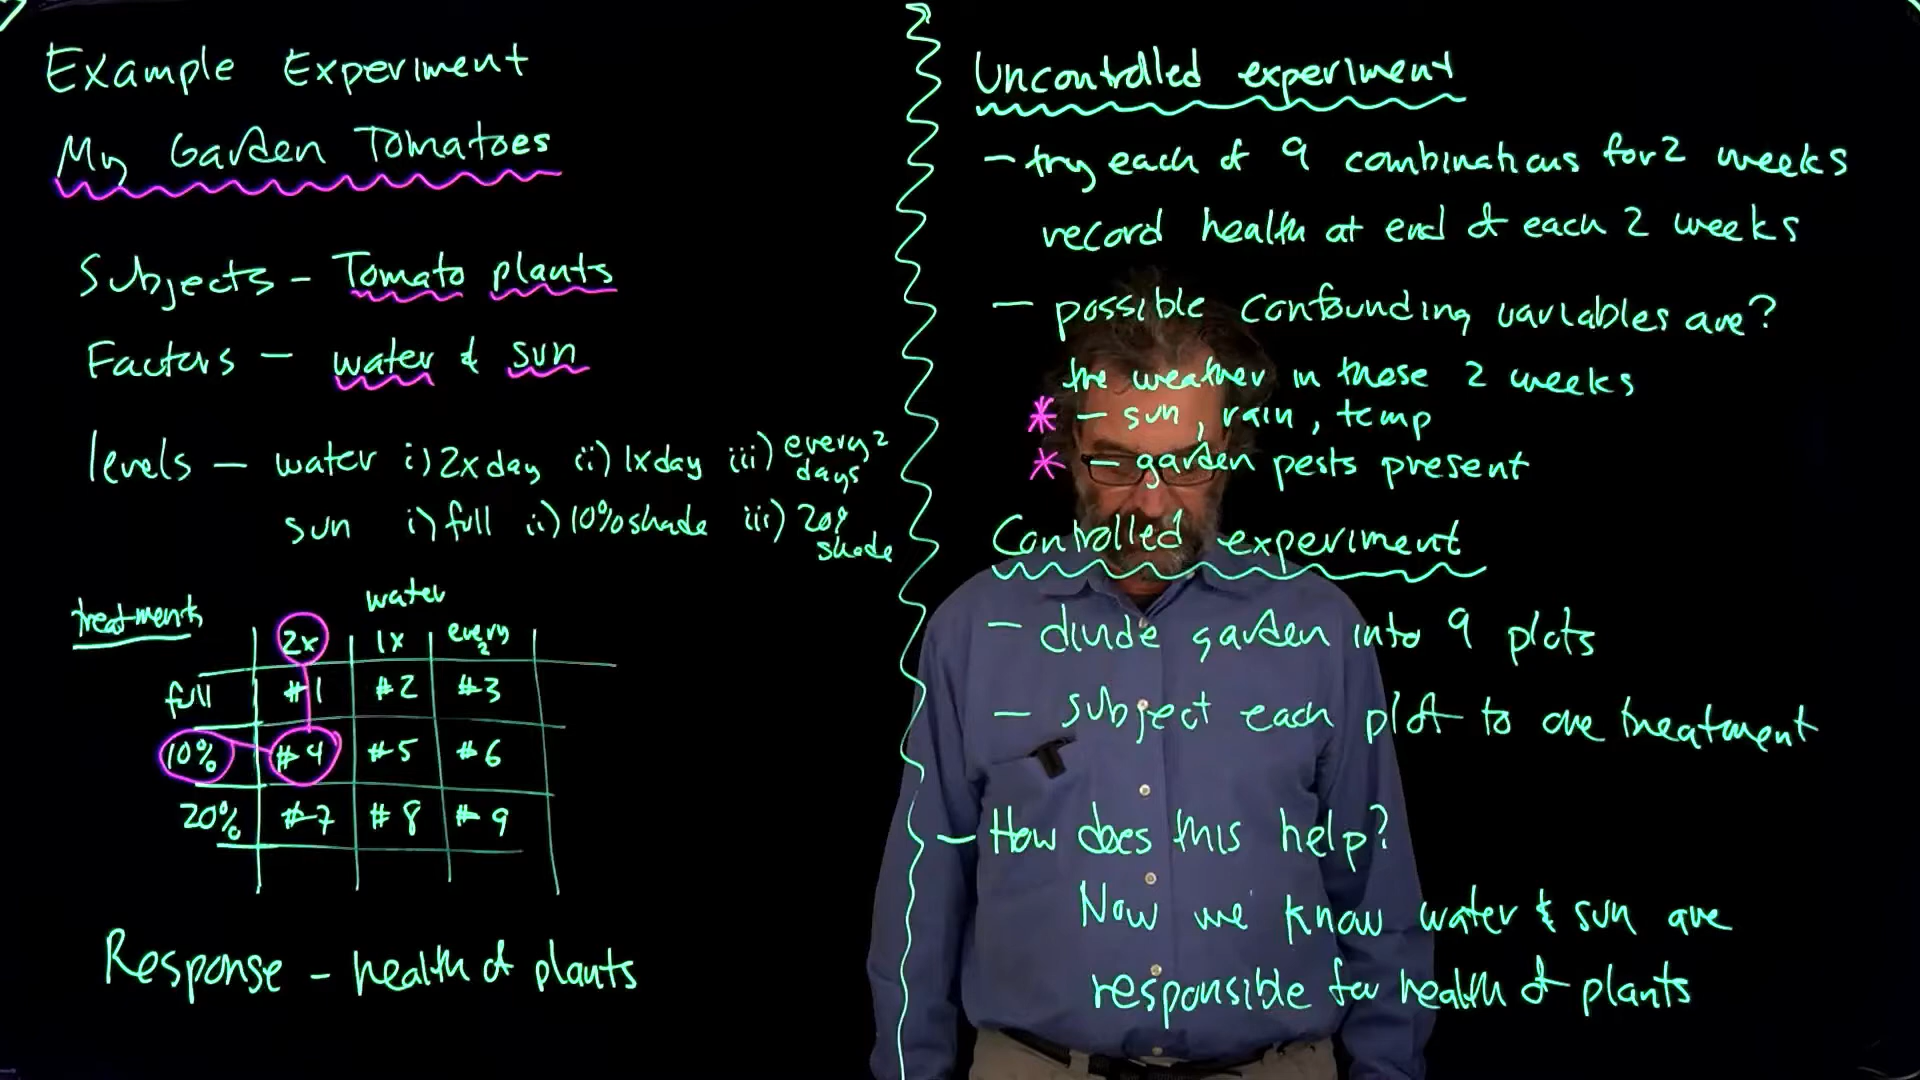 Example Experiment
My Garden Tomatoes
Subjects - Tomato plants
Factors - water & sun
levels - water i) 2x day ii) 1x day iii) every 2 days
sun i) full ii) 10% shade iii) 20% shade
treatments
water
2x 1x every 2
full #1 #2 #3
10% #4 #5 #6
20% #7 #8 #9
Response - health of plants
Uncontrolled experiment
- try each of 9 combinations for 2 weeks
record health at end of each 2 weeks
- possible confounding variables are?
the weather in these 2 weeks
* - sun, rain, temp
* - garden pests present
Controlled experiment
- divide garden into 9 plots
- subject each plot to one treatment
- How does this help?
Now we know water & sun are
responsible for health of plants